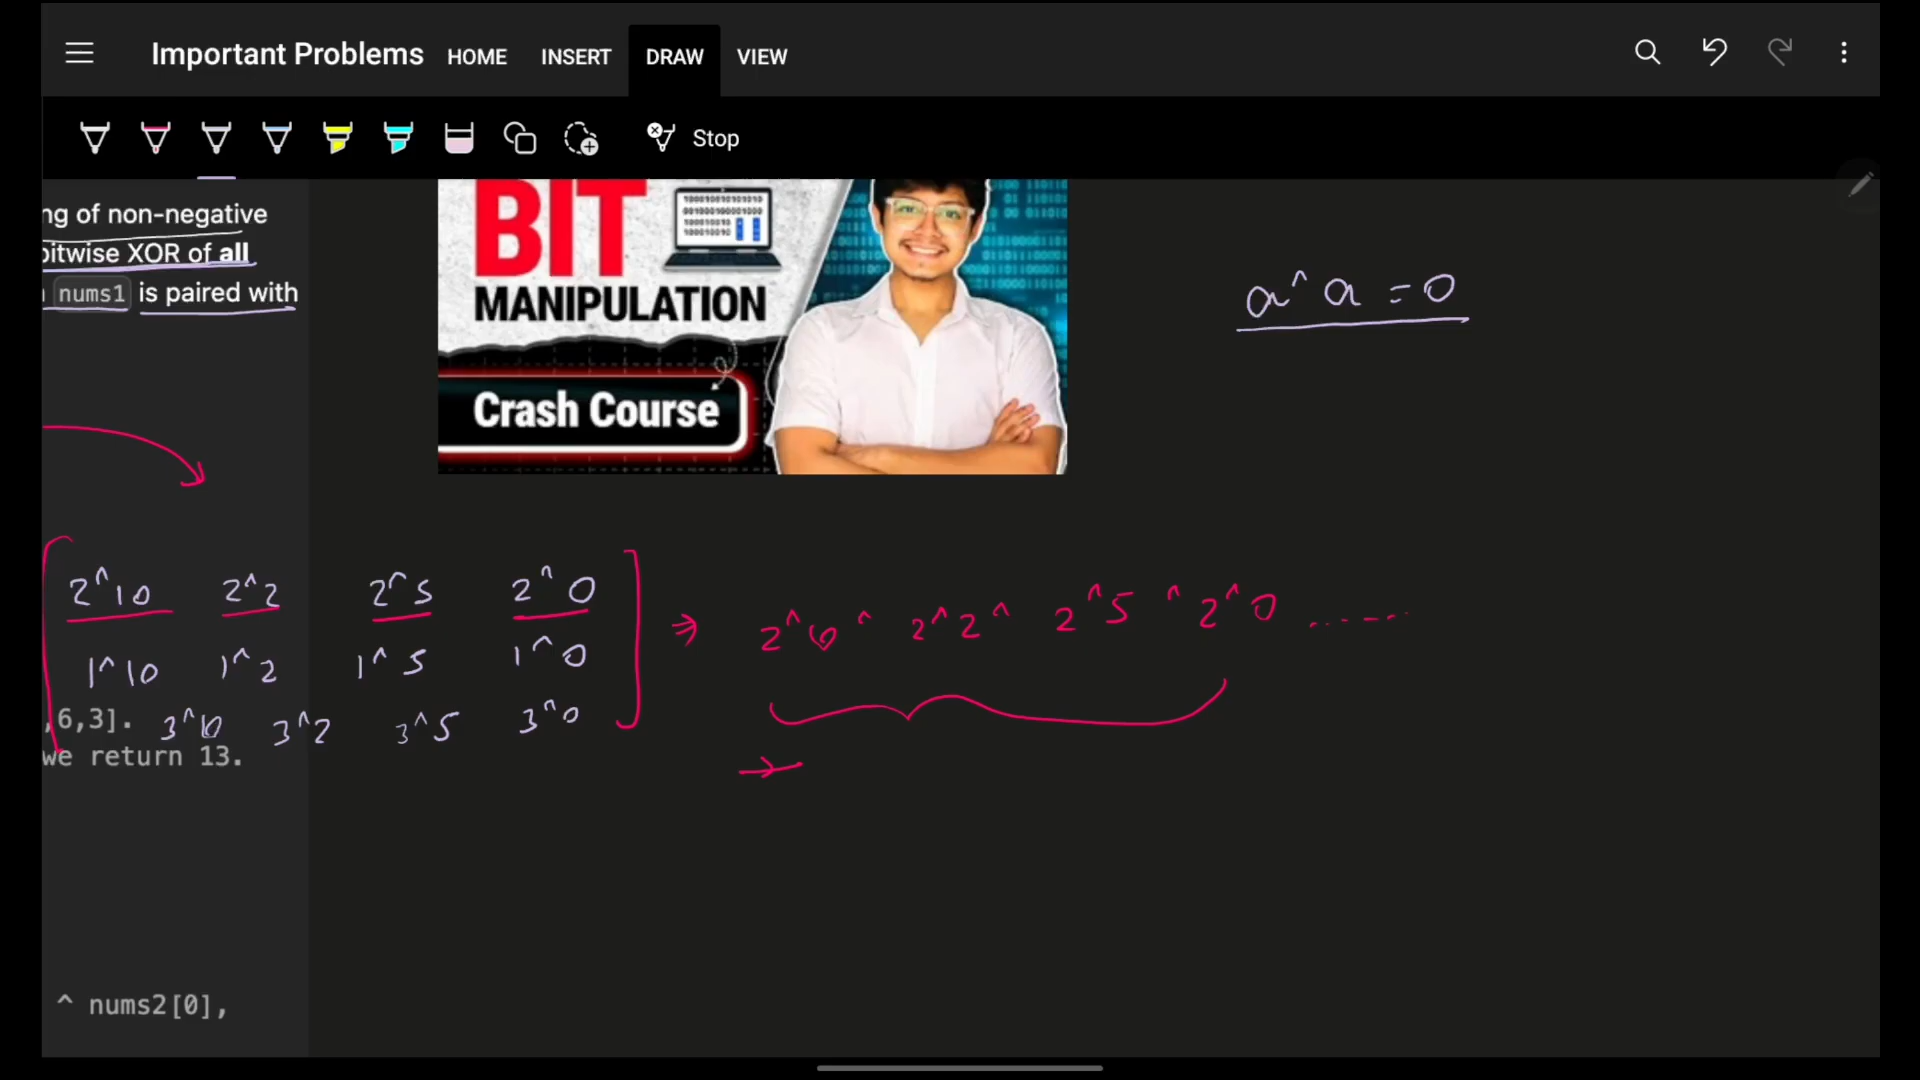 Important Problems HOME INSERT DRAW VIEW
Stop
ng of non-negative
bitwise XOR of all
nums1 is paired with
BIT
MANIPULATION
Crash Course
a^a = 0
2^10 2^2 2^5 2^0
1^10 1^2 1^5 1^0
3^10 3^2 3^5 3^0
2^6^ 2^2^ 2^5 ^2^0 ......
,6,3].
we return 13.
^ nums2[0],